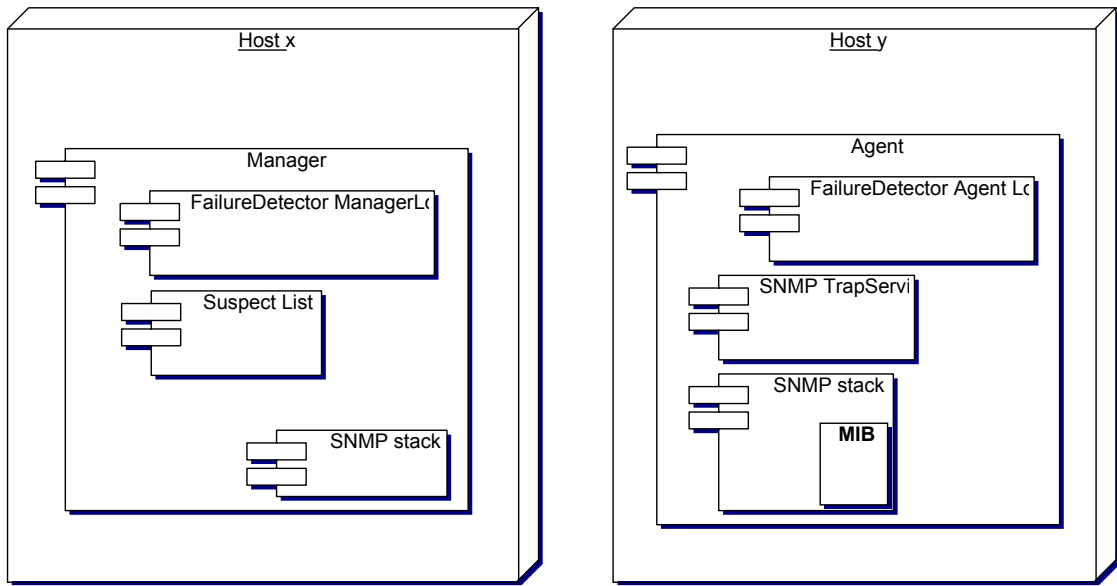 Host x
Manager
FailureDetector ManagerLo
Suspect List
SNMP stack
Host y
Agent
FailureDetector Agent Lo
SNMP TrapServi
SNMP stack
MIB